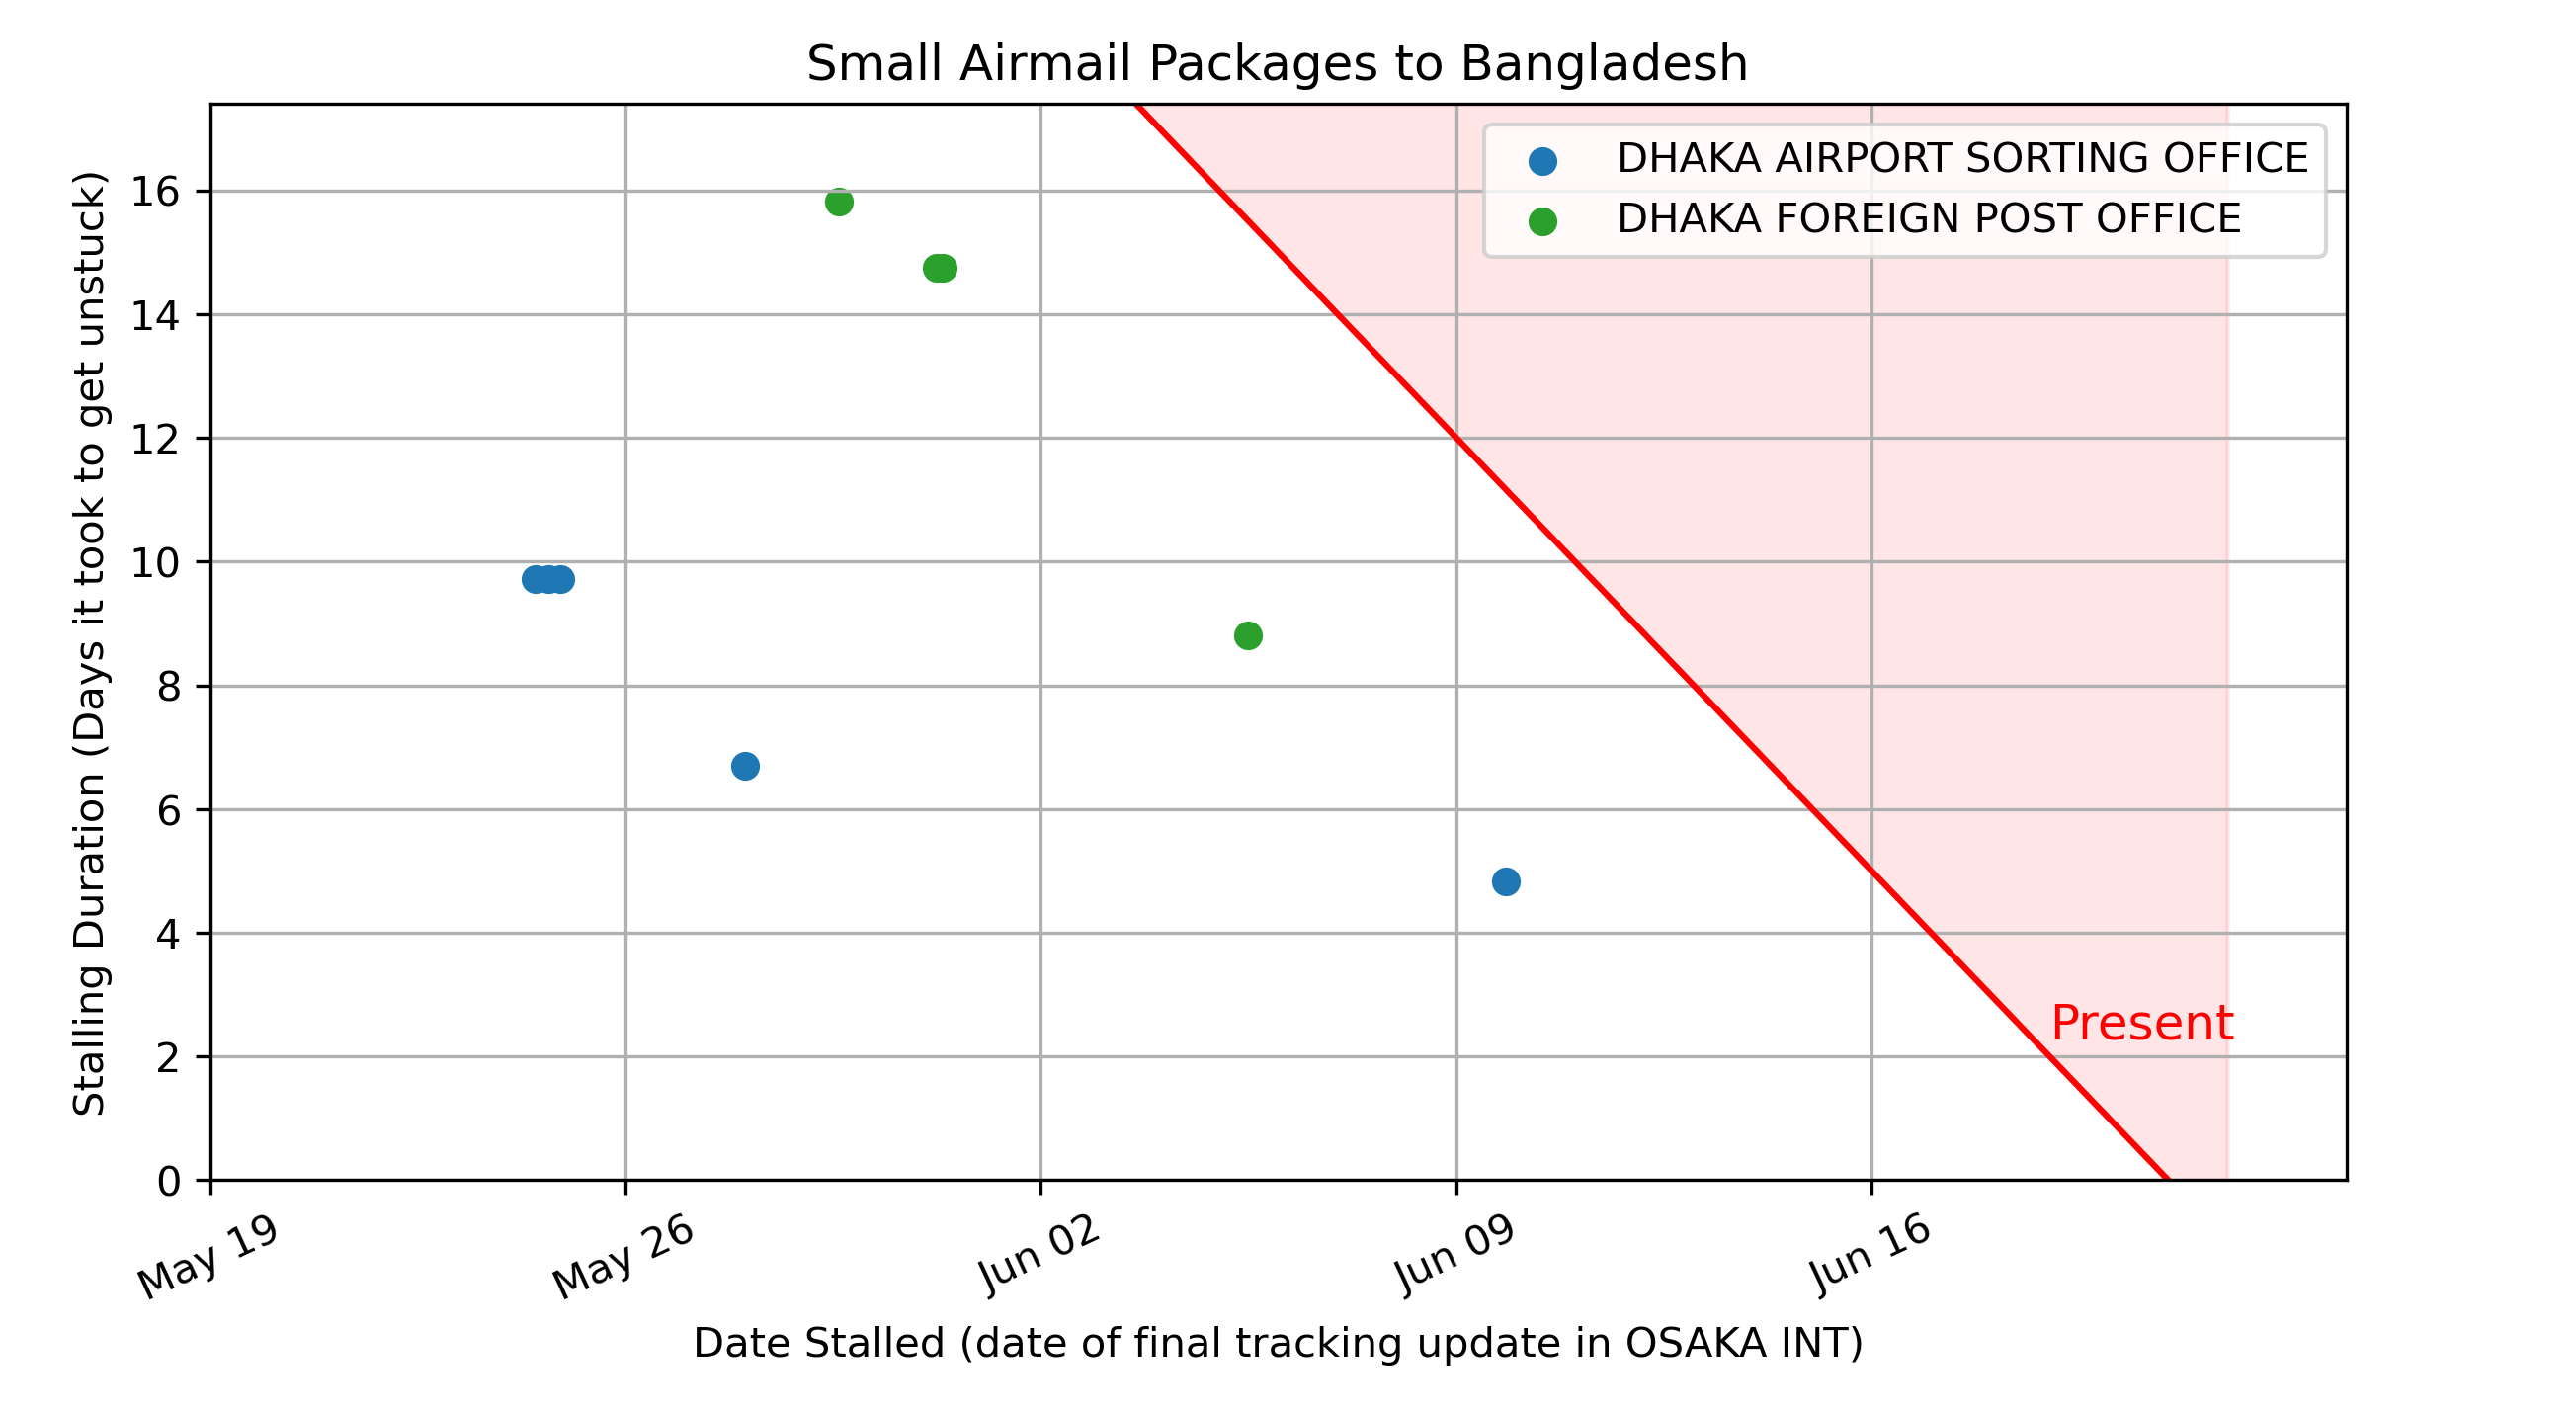 Small Airmail Packages to Bangladesh
DHAKA AIRPORT SORTING OFFICE
DHAKA FOREIGN POST OFFICE
Stalling Duration (Days it took to get unstuck)
16
14
12
10
8
6
4
2
0
Present
May 19
May 26
Jun 02
Jun 09
Jun 16
Date Stalled (date of final tracking update in OSAKA INT)